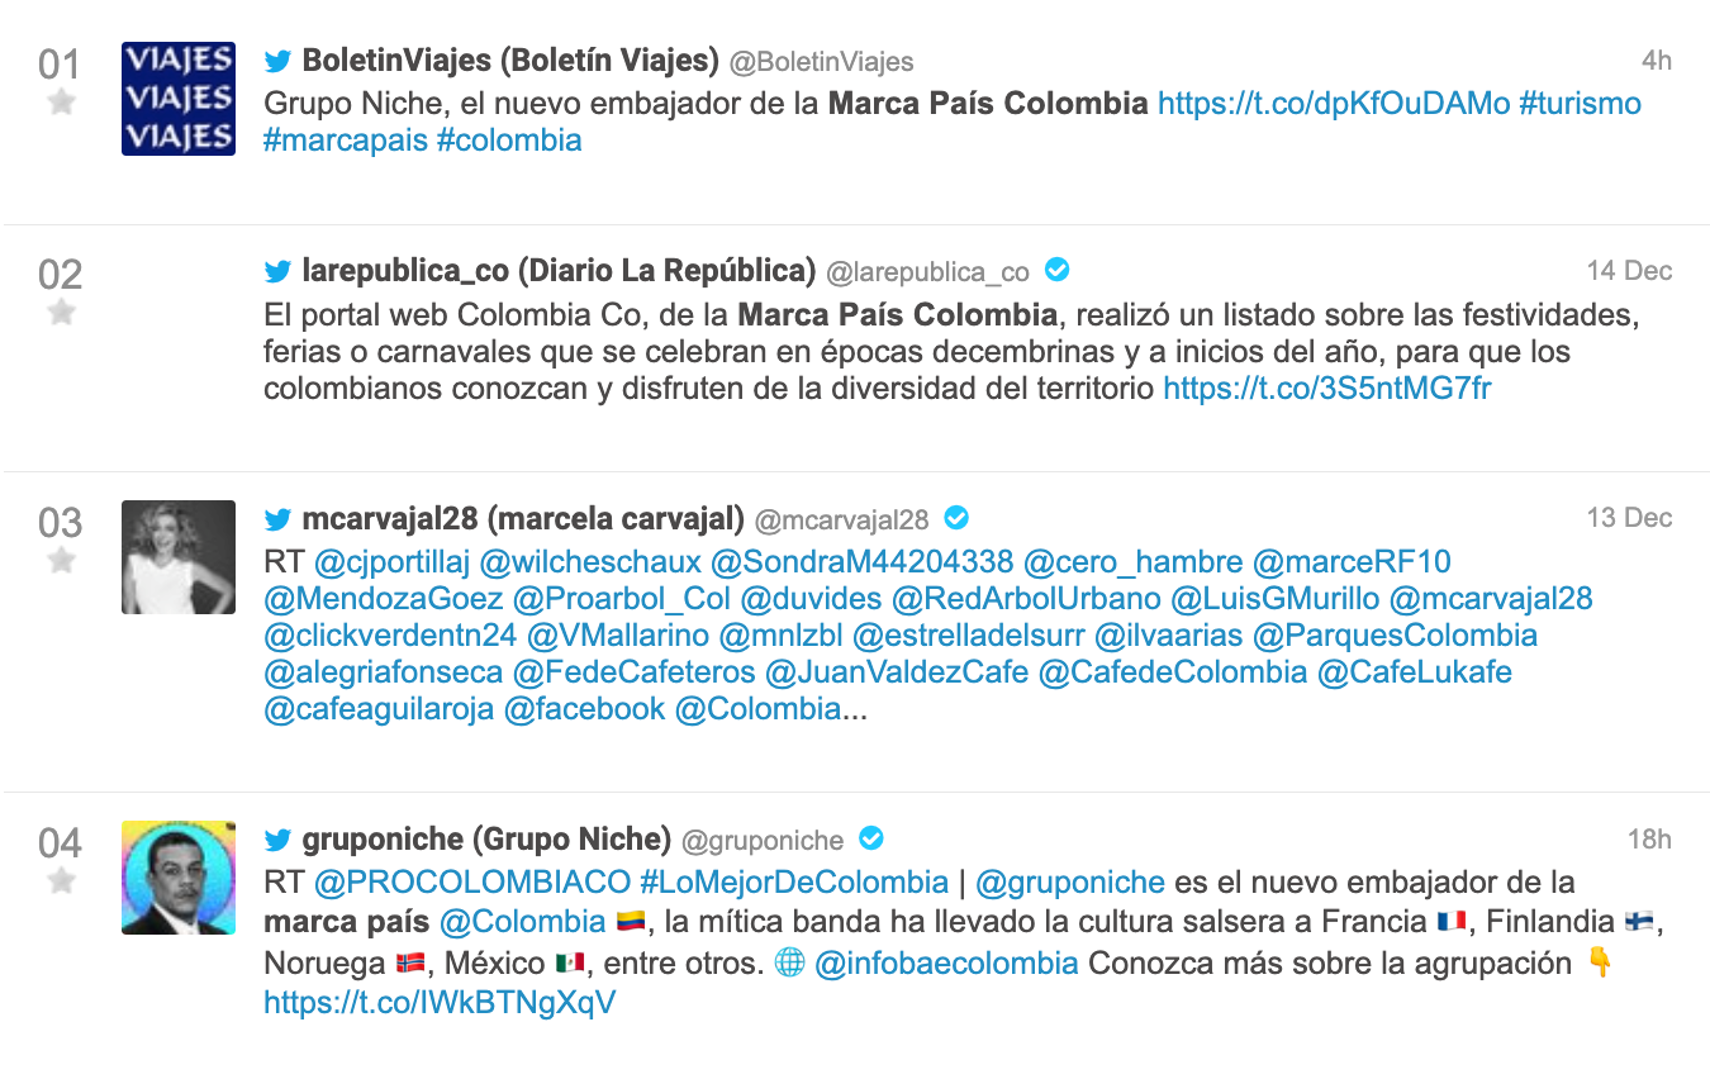 01
VIAJES
VIAJES
VIAJES
BoletinViajes (Boletín Viajes) @BoletinViajes
4h
Grupo Niche, el nuevo embajador de la Marca País Colombia https://t.co/dpKfOuDAMo #turismo
#marcapais #colombia
02
larepublica_co (Diario La República) @larepublica_co
14 Dec
El portal web Colombia Co, de la Marca País Colombia, realizó un listado sobre las festividades,
ferias o carnavales que se celebran en épocas decembrinas y a inicios del año, para que los
colombianos conozcan y disfruten de la diversidad del territorio https://t.co/3S5ntMG7fr
03
mcarvajal28 (marcela carvajal) @mcarvajal28
13 Dec
RT @cjportillaj @wilcheschaux @SondraM44204338 @cero_hambre @marceRF10
@MendozaGoez @Proarbol_Col @duvides @RedArbolUrbano @LuisGMurillo @mcarvajal28
@clickverdentn24 @VMallarino @mnlzbl @estrelladelsurr @ilvaarias @ParquesColombia
@alegriafonseca @FedeCafeteros @JuanValdezCafe @CafedeColombia @CafeLukafe
@cafeaguilaroja @facebook @Colombia...
04
gruponiche (Grupo Niche) @gruponiche
18h
RT @PROCOLOMBIACO #LoMejorDeColombia | @gruponiche es el nuevo embajador de la
marca país @Colombia 🇨🇴, la mítica banda ha llevado la cultura salsera a Francia 🇫🇷, Finlandia 🇫🇮,
Noruega 🇳🇴, México 🇲🇽, entre otros. 🌐 @infobaecolombia Conozca más sobre la agrupación 👇
https://t.co/IWkBTNgXqV